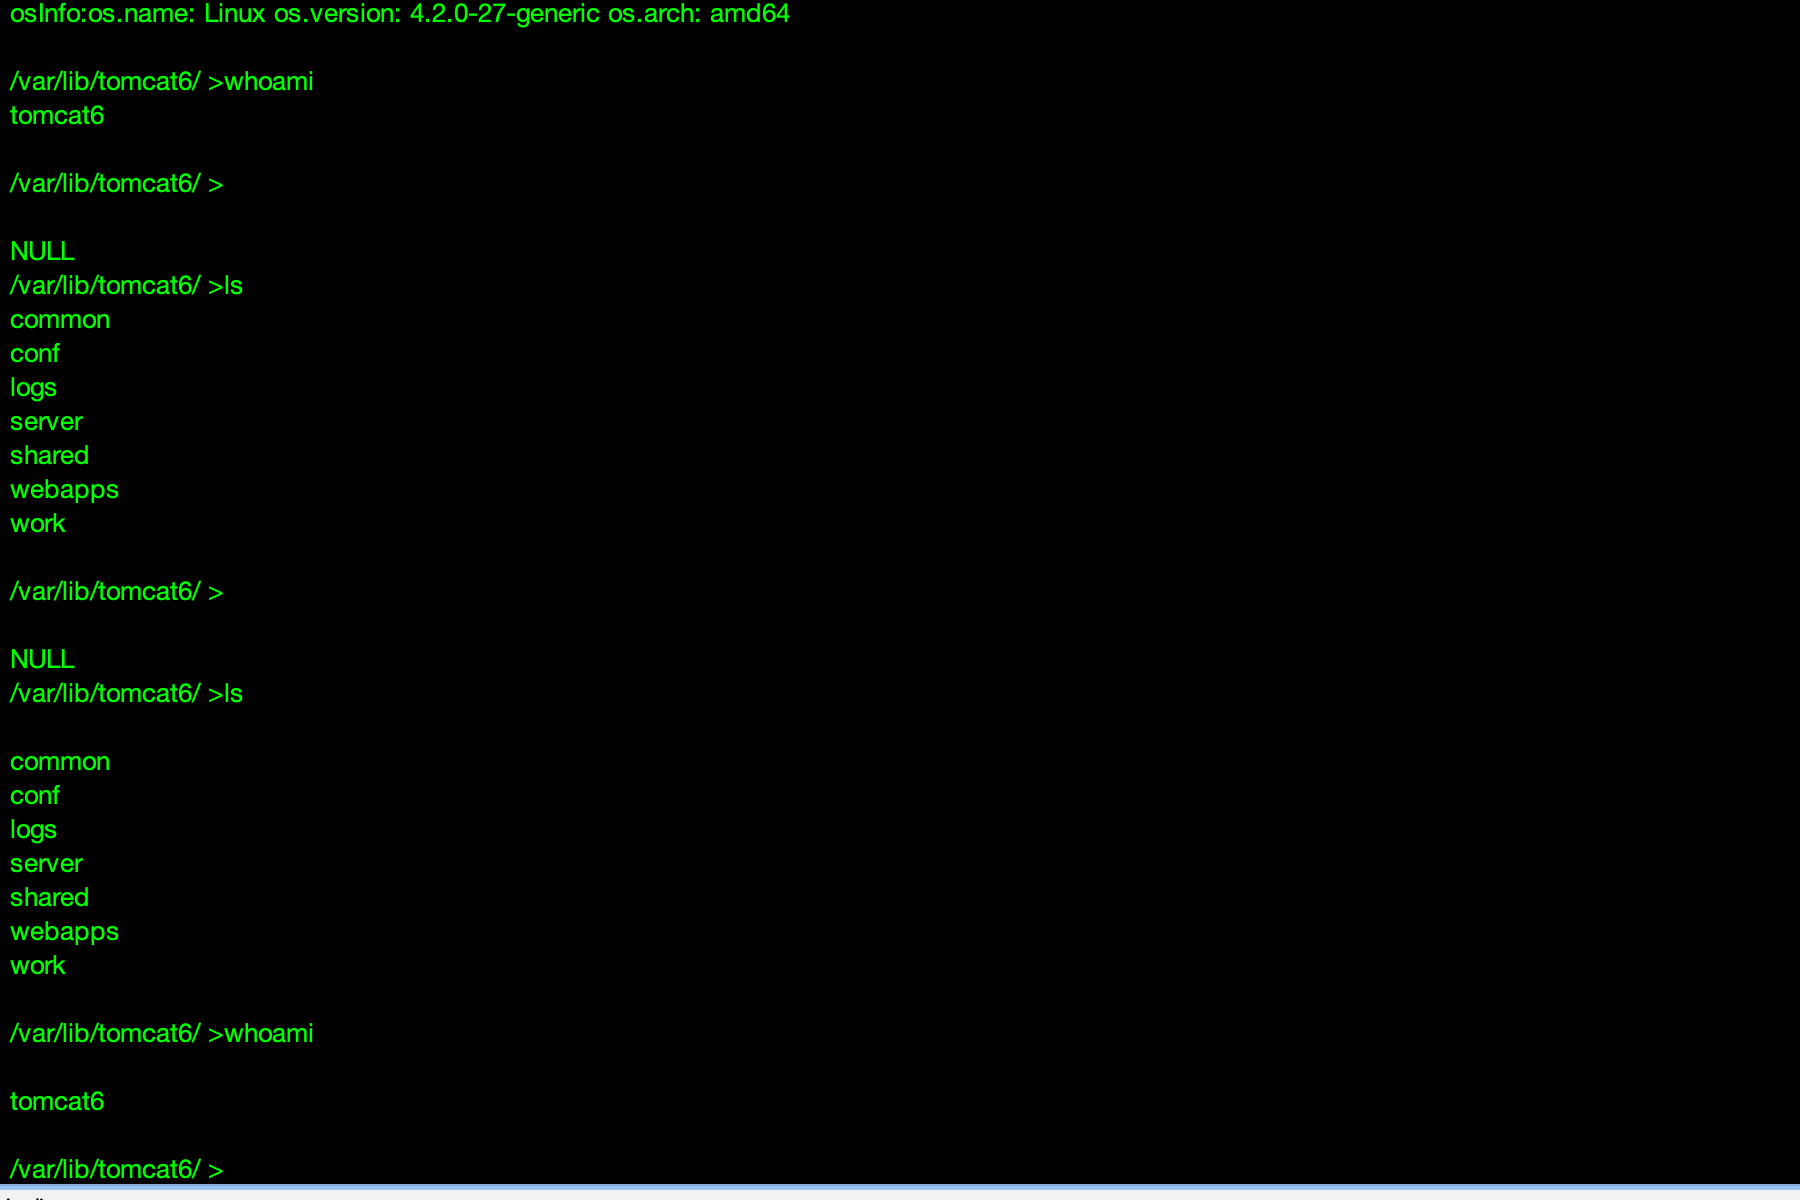 osInfo:os.name: Linux os.version: 4.2.0-27-generic os.arch: amd64
/var/lib/tomcat6/ >whoami
tomcat6
/var/lib/tomcat6/ >
NULL
/var/lib/tomcat6/ >ls
common
conf
logs
server
shared
webapps
work
/var/lib/tomcat6/ >
NULL
/var/lib/tomcat6/ >ls
common
conf
logs
server
shared
webapps
work
/var/lib/tomcat6/ >whoami
tomcat6
/var/lib/tomcat6/ >